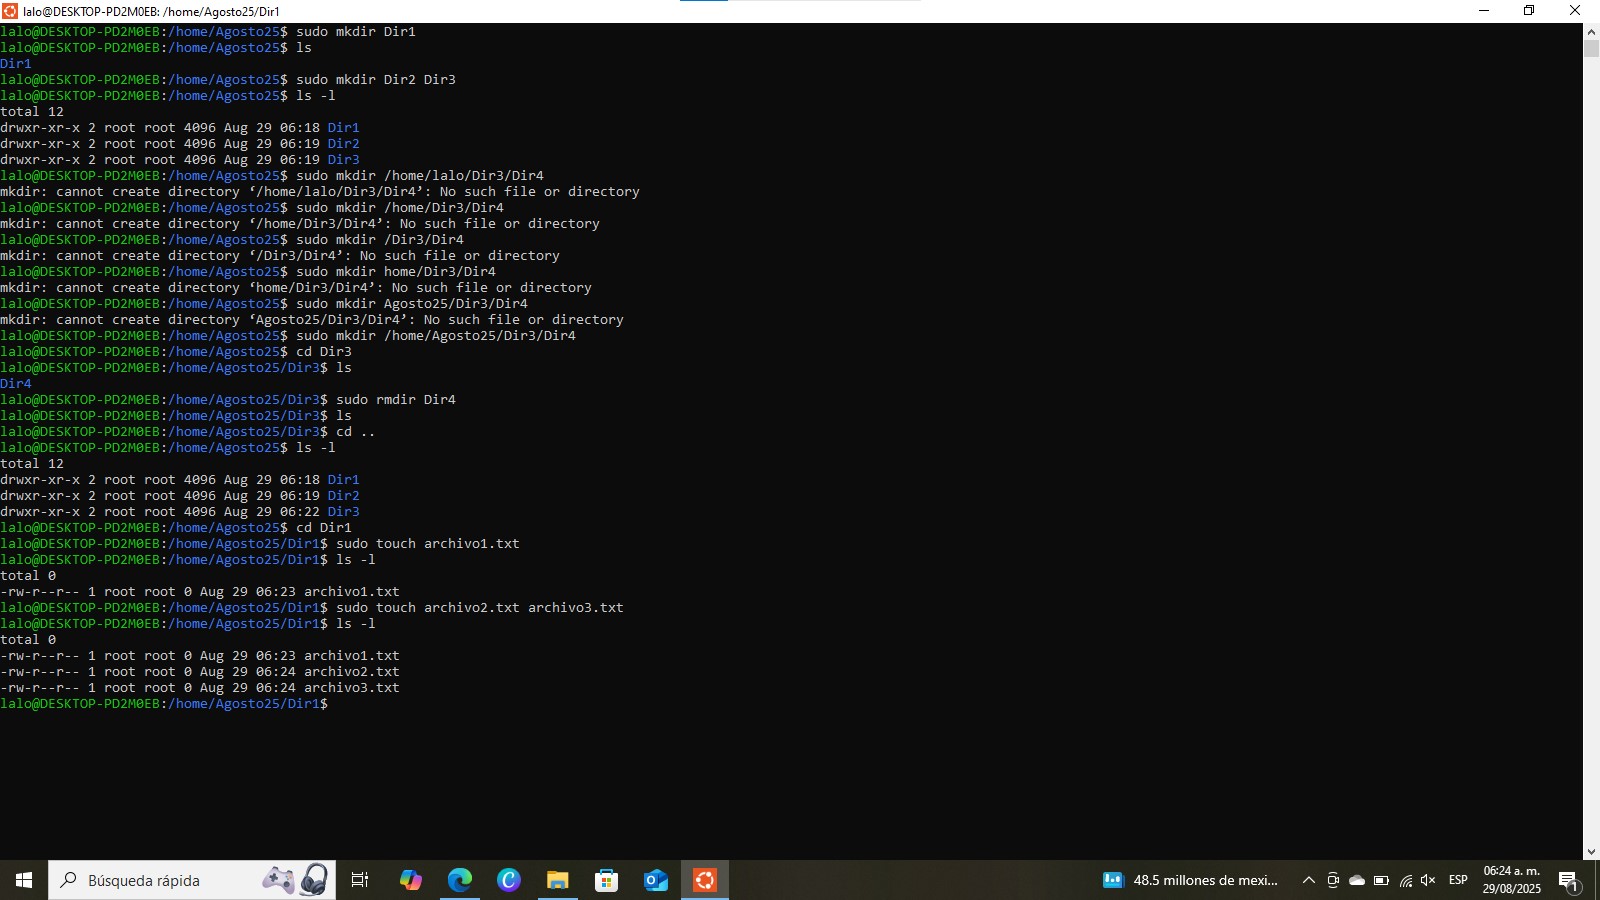 lalo@DESKTOP-PD2M0EB: /home/Agosto25/Dir1
lalo@DESKTOP-PD2M0EB:/home/Agosto25$ sudo mkdir Dir1
lalo@DESKTOP-PD2M0EB:/home/Agosto25$ ls
Dir1
lalo@DESKTOP-PD2M0EB:/home/Agosto25$ sudo mkdir Dir2 Dir3
lalo@DESKTOP-PD2M0EB:/home/Agosto25$ ls -l
total 12
drwxr-xr-x 2 root root 4096 Aug 29 06:18 Dir1
drwxr-xr-x 2 root root 4096 Aug 29 06:19 Dir2
drwxr-xr-x 2 root root 4096 Aug 29 06:19 Dir3
lalo@DESKTOP-PD2M0EB:/home/Agosto25$ sudo mkdir /home/lalo/Dir3/Dir4
mkdir: cannot create directory ‘/home/lalo/Dir3/Dir4’: No such file or directory
lalo@DESKTOP-PD2M0EB:/home/Agosto25$ sudo mkdir /home/Dir3/Dir4
mkdir: cannot create directory ‘/home/Dir3/Dir4’: No such file or directory
lalo@DESKTOP-PD2M0EB:/home/Agosto25$ sudo mkdir /Dir3/Dir4
mkdir: cannot create directory ‘/Dir3/Dir4’: No such file or directory
lalo@DESKTOP-PD2M0EB:/home/Agosto25$ sudo mkdir home/Dir3/Dir4
mkdir: cannot create directory ‘home/Dir3/Dir4’: No such file or directory
lalo@DESKTOP-PD2M0EB:/home/Agosto25$ sudo mkdir Agosto25/Dir3/Dir4
mkdir: cannot create directory ‘Agosto25/Dir3/Dir4’: No such file or directory
lalo@DESKTOP-PD2M0EB:/home/Agosto25$ sudo mkdir /home/Agosto25/Dir3/Dir4
lalo@DESKTOP-PD2M0EB:/home/Agosto25$ cd Dir3
lalo@DESKTOP-PD2M0EB:/home/Agosto25/Dir3$ ls
Dir4
lalo@DESKTOP-PD2M0EB:/home/Agosto25/Dir3$ sudo rmdir Dir4
lalo@DESKTOP-PD2M0EB:/home/Agosto25/Dir3$ ls
lalo@DESKTOP-PD2M0EB:/home/Agosto25/Dir3$ cd ..
lalo@DESKTOP-PD2M0EB:/home/Agosto25$ ls -l
total 12
drwxr-xr-x 2 root root 4096 Aug 29 06:18 Dir1
drwxr-xr-x 2 root root 4096 Aug 29 06:19 Dir2
drwxr-xr-x 2 root root 4096 Aug 29 06:22 Dir3
lalo@DESKTOP-PD2M0EB:/home/Agosto25$ cd Dir1
lalo@DESKTOP-PD2M0EB:/home/Agosto25/Dir1$ sudo touch archivo1.txt
lalo@DESKTOP-PD2M0EB:/home/Agosto25/Dir1$ ls -l
total 0
-rw-r--r-- 1 root root 0 Aug 29 06:23 archivo1.txt
lalo@DESKTOP-PD2M0EB:/home/Agosto25/Dir1$ sudo touch archivo2.txt archivo3.txt
lalo@DESKTOP-PD2M0EB:/home/Agosto25/Dir1$ ls -l
total 0
-rw-r--r-- 1 root root 0 Aug 29 06:23 archivo1.txt
-rw-r--r-- 1 root root 0 Aug 29 06:24 archivo2.txt
-rw-r--r-- 1 root root 0 Aug 29 06:24 archivo3.txt
lalo@DESKTOP-PD2M0EB:/home/Agosto25/Dir1$
Búsqueda rápida
48.5 millones de mexi...
ESP
06:24 a. m.
29/08/2025
1